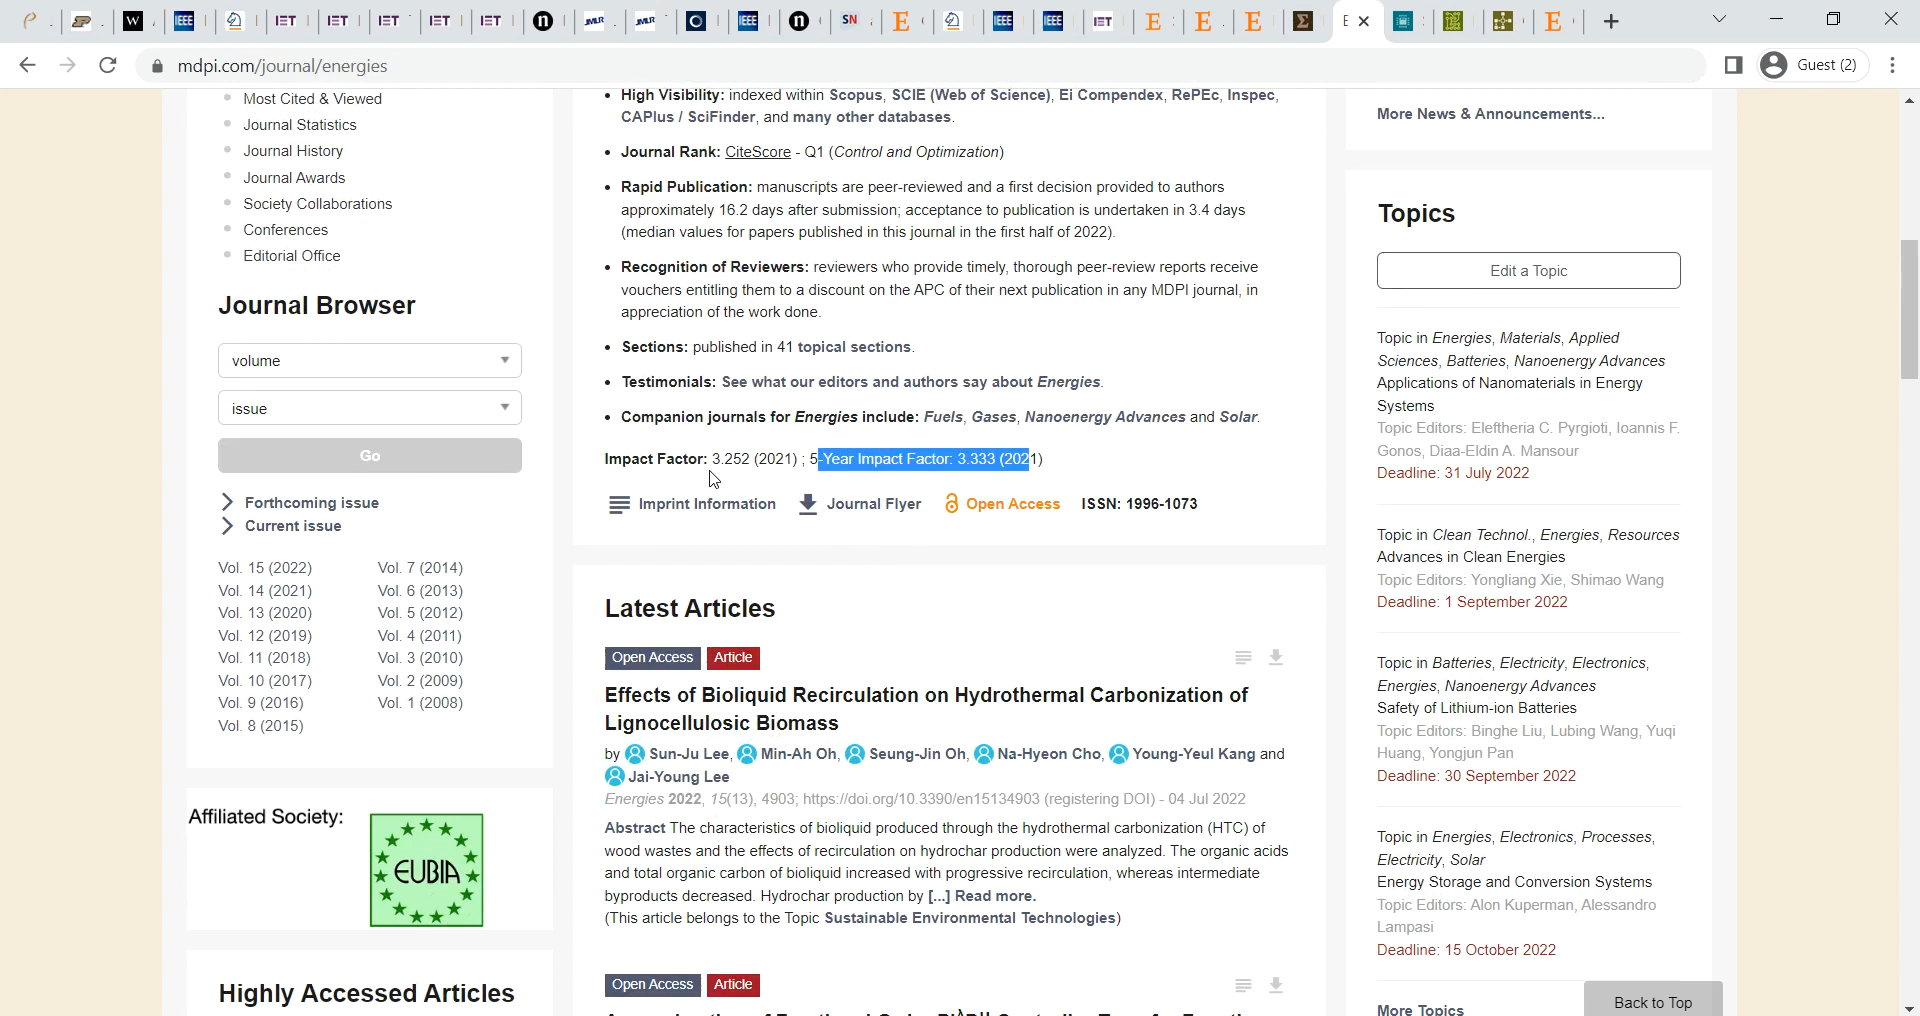 mdpi.com/journal/energies
Guest (2)
Most Cited & Viewed
Journal Statistics
Journal History
Journal Awards
Society Collaborations
Conferences
Editorial Office
Journal Browser
volume
issue
Go
Forthcoming issue
Current issue
Vol. 15 (2022) Vol. 7 (2014)
Vol. 14 (2021) Vol. 6 (2013)
Vol. 13 (2020) Vol. 5 (2012)
Vol. 12 (2019) Vol. 4 (2011)
Vol. 11 (2018) Vol. 3 (2010)
Vol. 10 (2017) Vol. 2 (2009)
Vol. 9 (2016) Vol. 1 (2008)
Vol. 8 (2015)
Affiliated Society:
EUBIA
Highly Accessed Articles
High Visibility: indexed within Scopus, SCIE (Web of Science), Ei Compendex, RePEc, Inspec,
CAPlus / SciFinder, and many other databases.
Journal Rank: CiteScore - Q1 (Control and Optimization)
Rapid Publication: manuscripts are peer-reviewed and a first decision provided to authors
approximately 16.2 days after submission; acceptance to publication is undertaken in 3.4 days
(median values for papers published in this journal in the first half of 2022).
Recognition of Reviewers: reviewers who provide timely, thorough peer-review reports receive
vouchers entitling them to a discount on the APC of their next publication in any MDPI journal, in
appreciation of the work done.
Sections: published in 41 topical sections.
Testimonials: See what our editors and authors say about Energies.
Companion journals for Energies include: Fuels, Gases, Nanoenergy Advances and Solar.
Impact Factor: 3.252 (2021) ; 5-Year Impact Factor: 3.333 (2021)
Imprint Information Journal Flyer Open Access ISSN: 1996-1073
Latest Articles
Open Access Article
Effects of Bioliquid Recirculation on Hydrothermal Carbonization of
Lignocellulosic Biomass
by Sun-Ju Lee, Min-Ah Oh, Seung-Jin Oh, Na-Hyeon Cho, Young-Yeul Kang and
Jai-Young Lee
Energies 2022, 15(13), 4903; https://doi.org/10.3390/en15134903 (registering DOI) - 04 Jul 2022
Abstract The characteristics of bioliquid produced through the hydrothermal carbonization (HTC) of
wood wastes and the effects of recirculation on hydrochar production were analyzed. The organic acids
and total organic carbon of bioliquid increased with progressive recirculation, whereas intermediate
byproducts decreased. Hydrochar production by [...] Read more.
(This article belongs to the Topic Sustainable Environmental Technologies)
Open Access Article
More News & Announcements...
Topics
Edit a Topic
Topic in Energies, Materials, Applied
Sciences, Batteries, Nanoenergy Advances
Applications of Nanomaterials in Energy
Systems
Topic Editors: Eleftheria C. Pyrgioti, Ioannis F.
Gonos, Diaa-Eldin A. Mansour
Deadline: 31 July 2022
Topic in Clean Technol., Energies, Resources
Advances in Clean Energies
Topic Editors: Yongliang Xie, Shimao Wang
Deadline: 1 September 2022
Topic in Batteries, Electricity, Electronics,
Energies, Nanoenergy Advances
Safety of Lithium-ion Batteries
Topic Editors: Binghe Liu, Lubing Wang, Yuqi
Huang, Yongjun Pan
Deadline: 30 September 2022
Topic in Energies, Electronics, Processes,
Electricity, Solar
Energy Storage and Conversion Systems
Topic Editors: Alon Kuperman, Alessandro
Lampasi
Deadline: 15 October 2022
More Topics
Back to Top